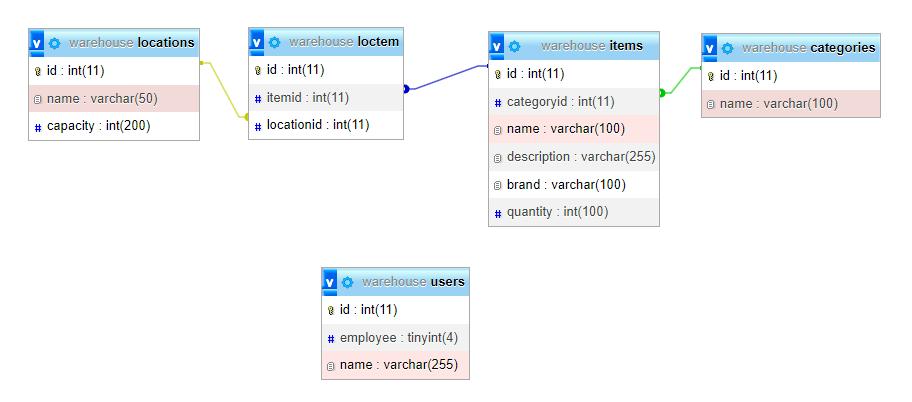 v warehouse locations
id : int(11)
name : varchar(50)
# capacity : int(200)
v warehouse loctem
id : int(11)
# itemid : int(11)
# locationid : int(11)
v warehouse items
id : int(11)
# categoryid : int(11)
name : varchar(100)
description : varchar(255)
brand : varchar(100)
# quantity : int(100)
v warehouse categories
id : int(11)
name : varchar(100)
v warehouse users
id : int(11)
# employee : tinyint(4)
name : varchar(255)